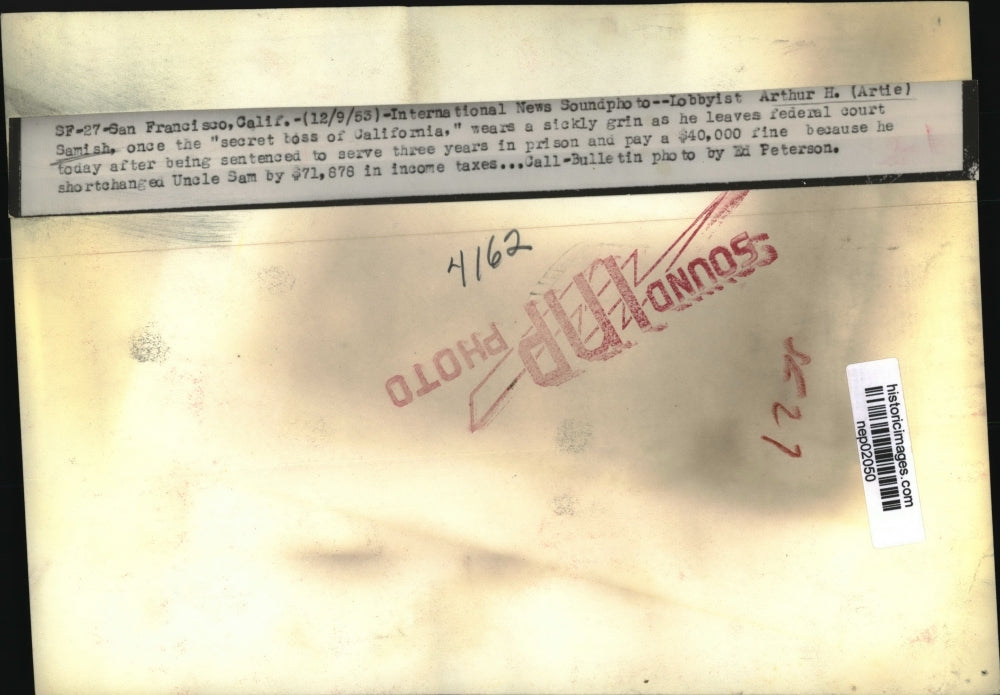 SF-27-San Francisco,Calif.-(12/9/53)-International News Soundphoto--Lobbyist Arthur H. (Artie)
Samish, once the "secret boss of California," wears a sickly grin as he leaves federal court
today after being sentenced to serve three years in prison and pay a $40,000 fine because he
shortchanged Uncle Sam by $71,878 in income taxes...Call-Bulletin photo by Ed Peterson.
4162
SOUND
INP
PHOTO
SF-27
historicimages.com
nep02050